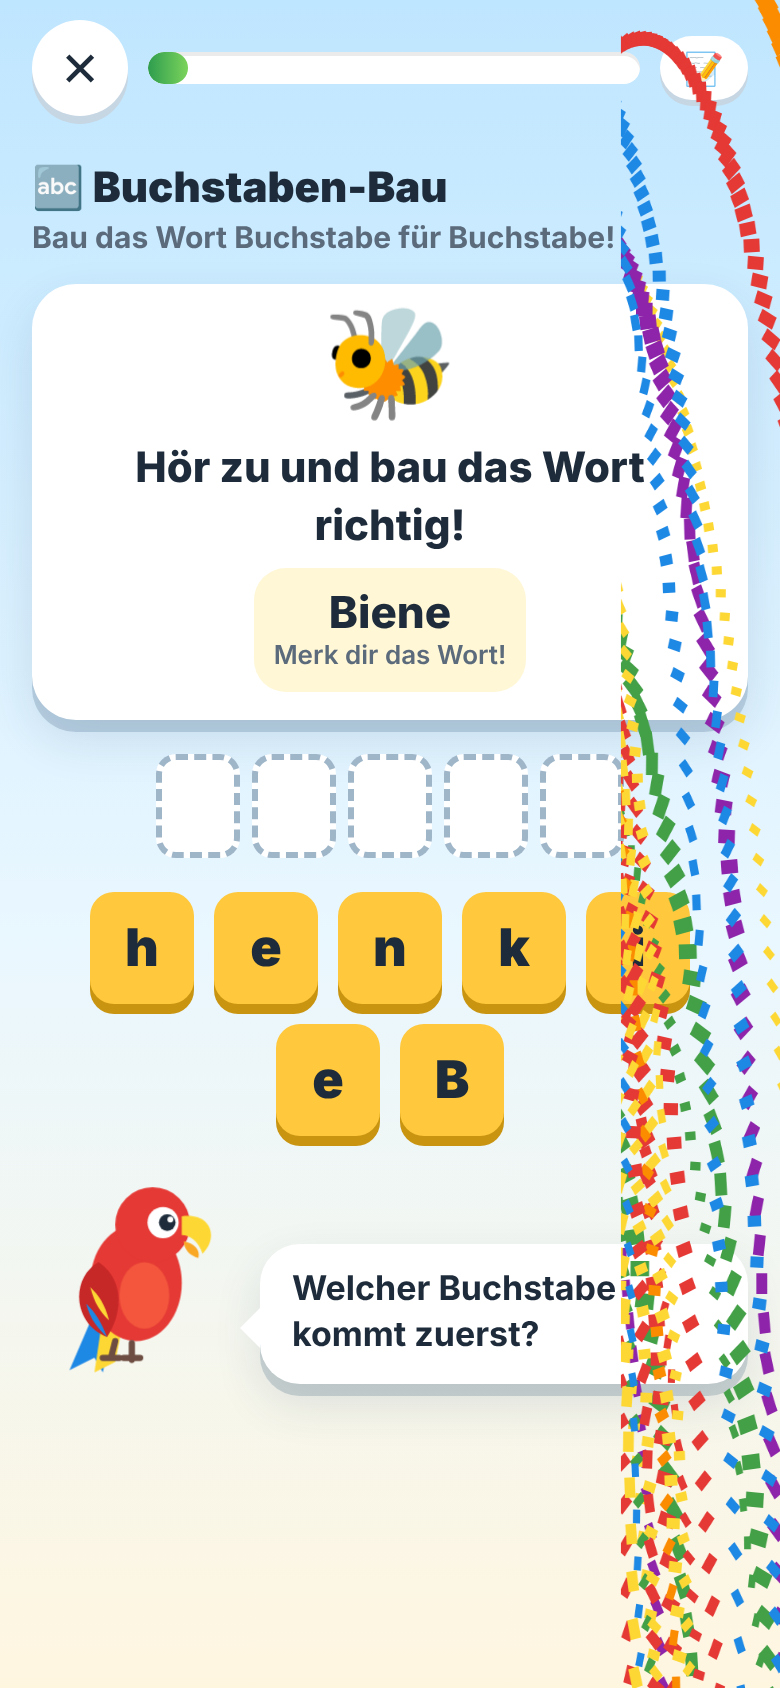 abc Buchstaben-Bau
Bau das Wort Buchstabe für Buchstabe!
Hör zu und bau das Wort
richtig!
Biene
Merk dir das Wort!
h e n k i
e B
Welcher Buchstabe
kommt zuerst?